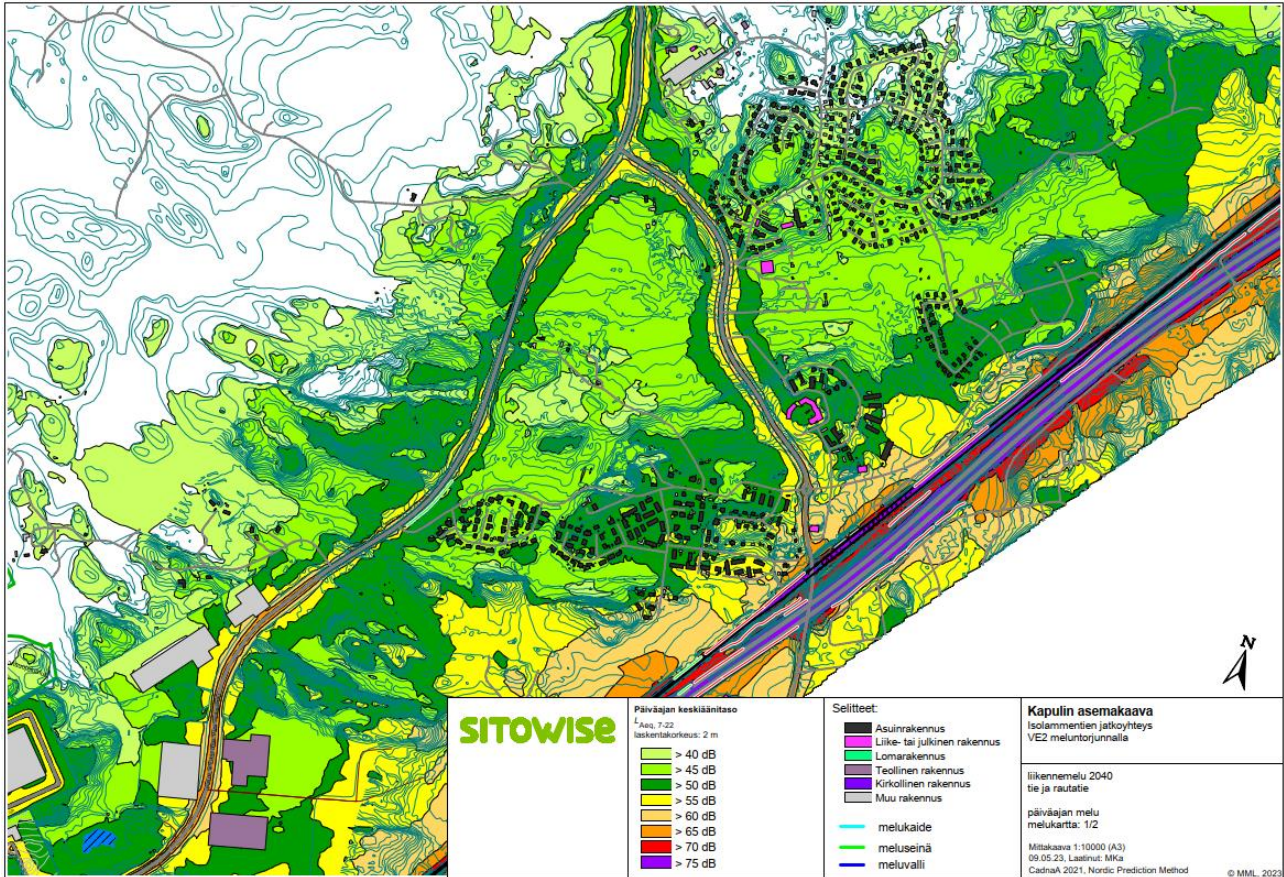 N
SITOWISE
Päiväajan keskiäänitaso
LAeq, 7-22
laskentakorkeus: 2 m
> 40 dB
> 45 dB
> 50 dB
> 55 dB
> 60 dB
> 65 dB
> 70 dB
> 75 dB
Selitteet:
Asuinrakennus
Liike- tai julkinen rakennus
Lomarakennus
Teollinen rakennus
Kirkollinen rakennus
Muu rakennus
melukaide
meluseinä
meluvalli
Kapulin asemakaava
Isolammentien jatkoyhteys
VE2 meluntorjunnalla
liikennemelu 2040
tie ja rautatie
päiväajan melu
melukartta: 1/2
Mittakaava 1:10000 (A3)
09.05.23, Laatinut: MKa
CadnaA 2021, Nordic Prediction Method
© MML, 2023